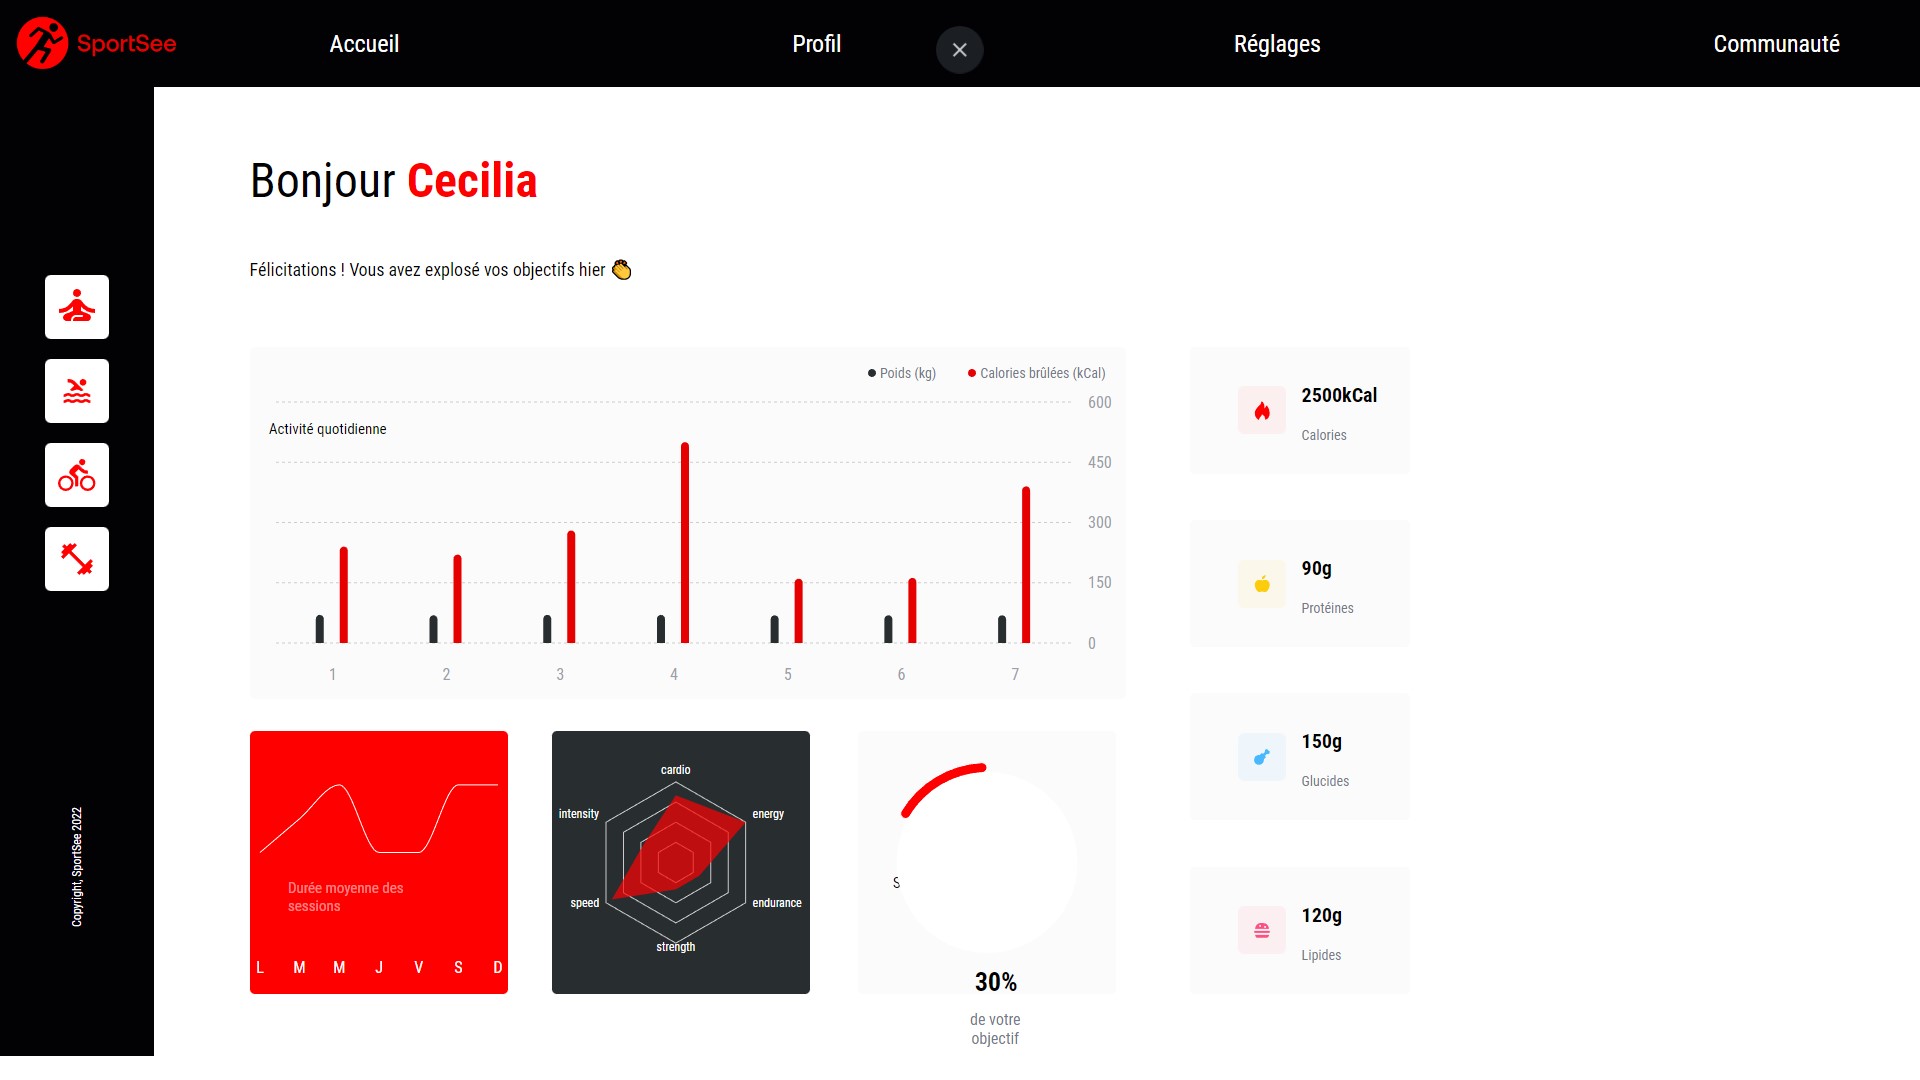 SportSee
Accueil
Profil
Réglages
Communauté
Bonjour Cecilia
Félicitations ! Vous avez explosé vos objectifs hier 👏
Poids (kg)
Calories brûlées (kCal)
Activité quotidienne
600
450
300
150
0
1
2
3
4
5
6
7
2500kCal
Calories
90g
Protéines
150g
Glucides
120g
Lipides
Durée moyenne des
sessions
L M M J V S D
cardio
energy
endurance
strength
speed
intensity
S
30%
de votre
objectif
Copyright, SportSee 2022